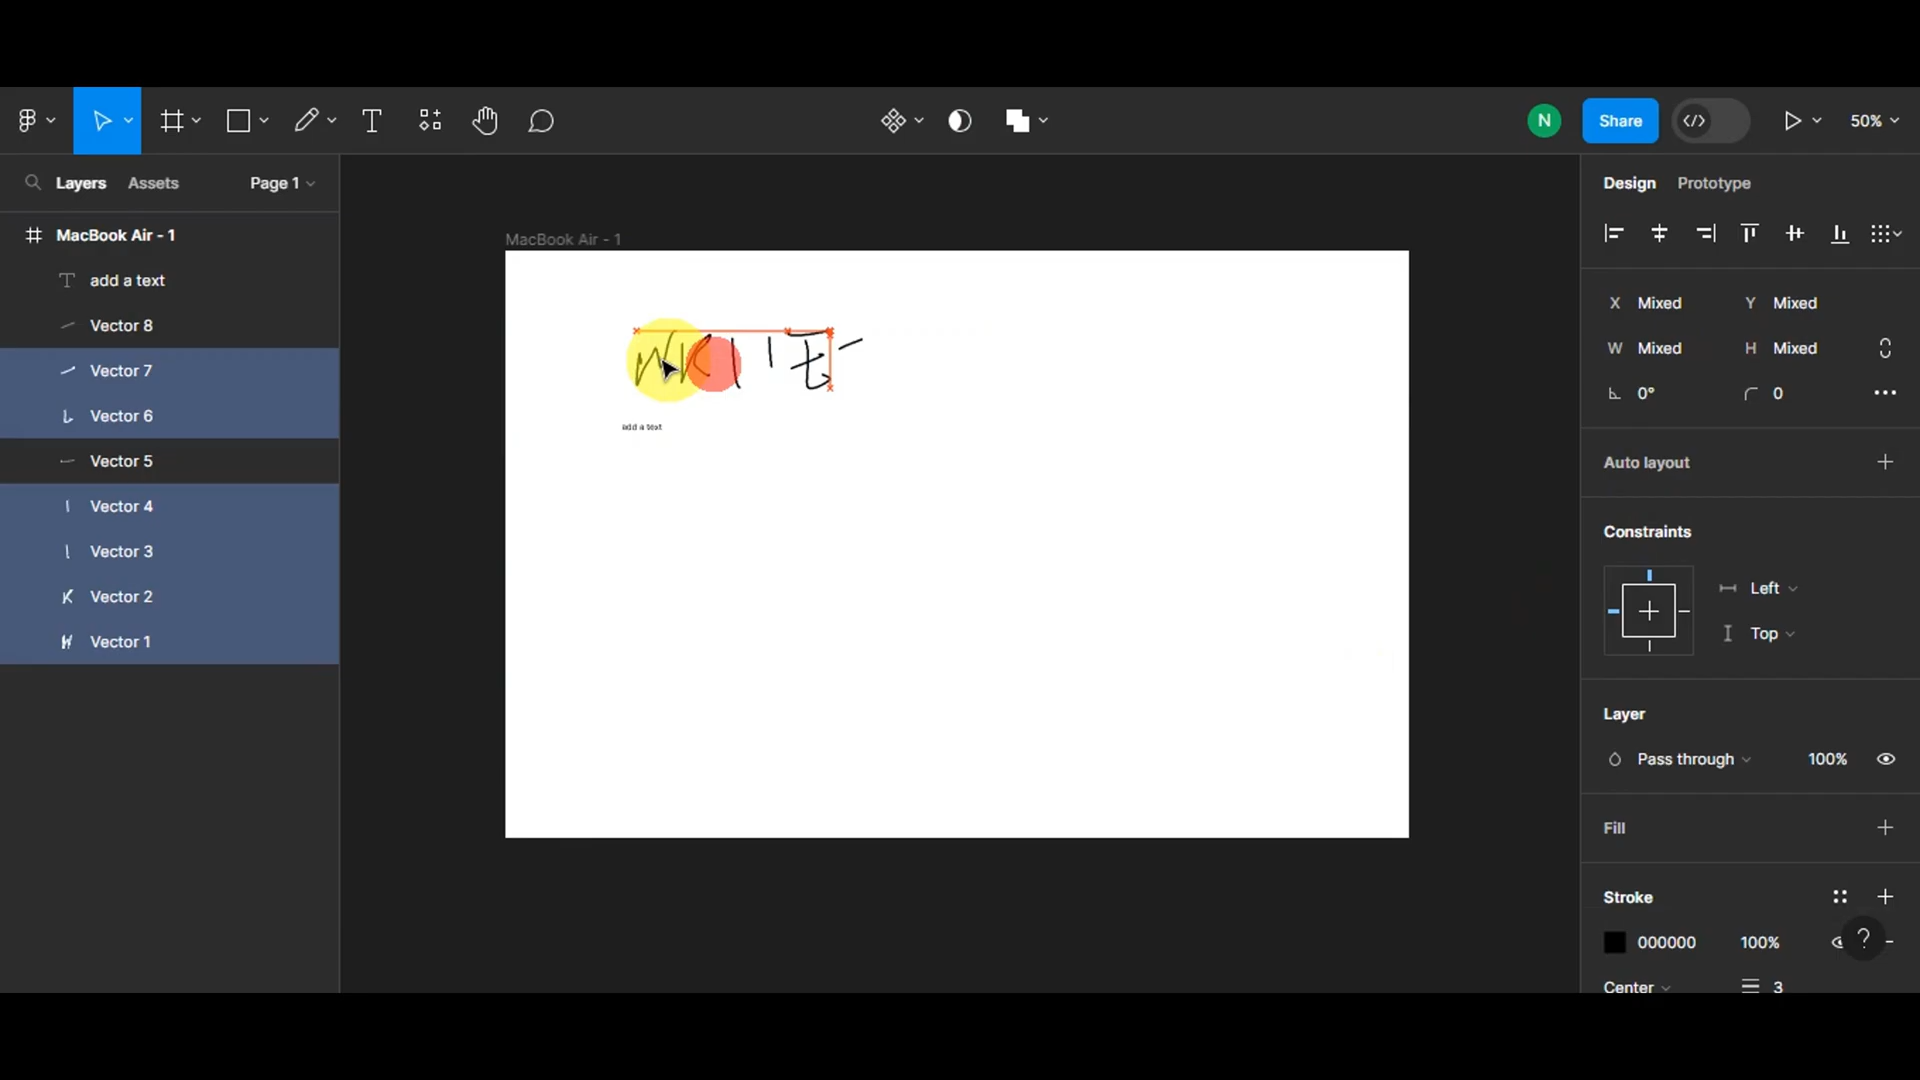 N
Share
50%
Layers
Assets
Page 1
Design
Prototype
MacBook Air - 1
add a text
Vector 8
Vector 7
Vector 6
Vector 5
Vector 4
Vector 3
Vector 2
Vector 1
MacBook Air - 1
add a text
X Mixed
Y Mixed
W Mixed
H Mixed
0°
0
Auto layout
Constraints
Left
Top
Layer
Pass through
100%
Fill
Stroke
000000
100%
?
Center
3